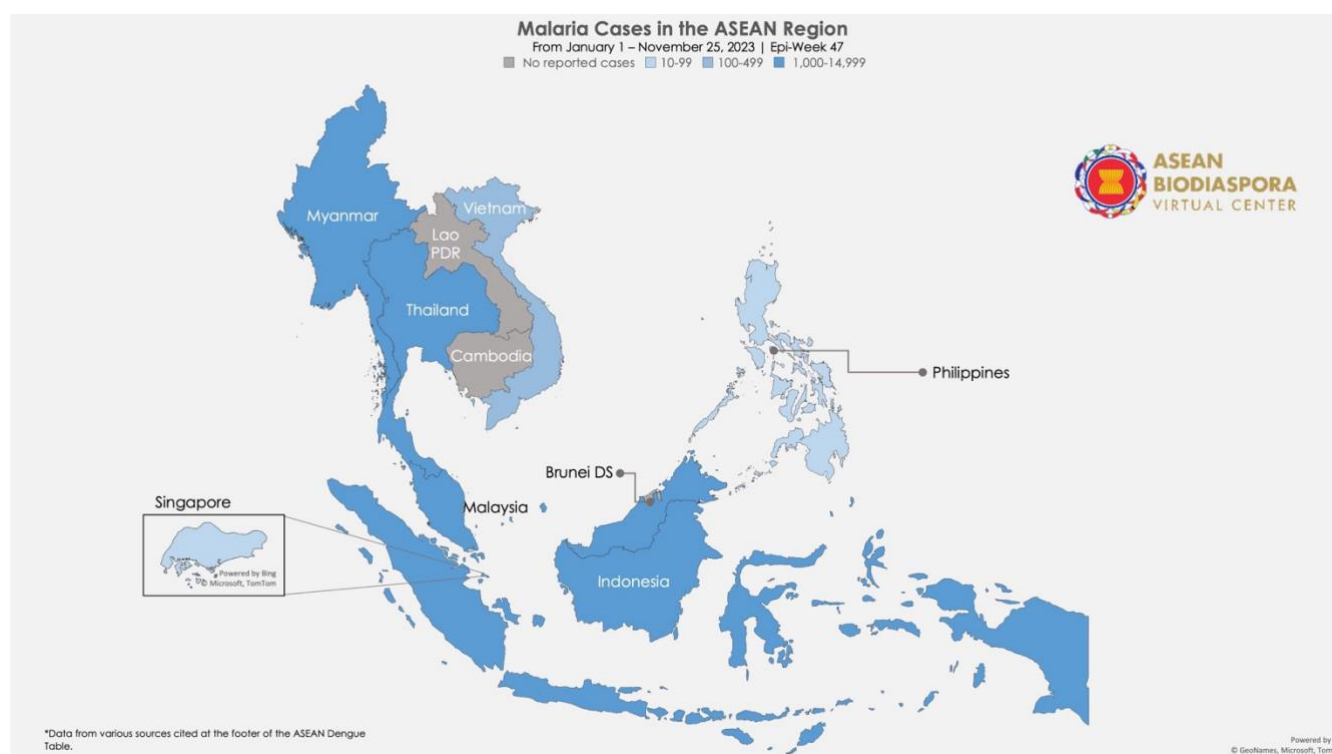 Malaria Cases in the ASEAN Region
From January 1 – November 25, 2023 | Epi-Week 47
No reported cases 10-99 100-499 1,000-14,999
ASEAN
BIODIASPORA
VIRTUAL CENTER
Myanmar
Vietnam
Lao
PDR
Thailand
Cambodia
Philippines
Brunei DS
Singapore
Malaysia
Powered by Bing
© Microsoft, TomTom
Indonesia
*Data from various sources cited at the footer of the ASEAN Dengue
Table.
Powered by
© GeoNames, Microsoft, Tom